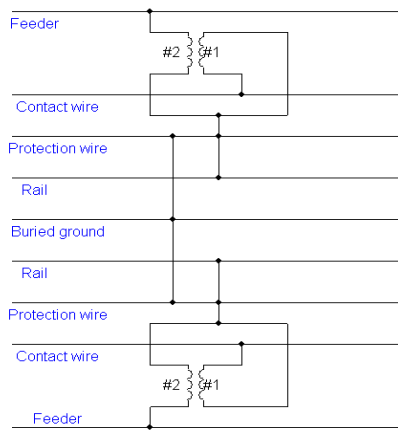 Feeder
#2 #1
Contact wire
Protection wire
Rail
Buried ground
Rail
Protection wire
Contact wire
#2 #1
Feeder